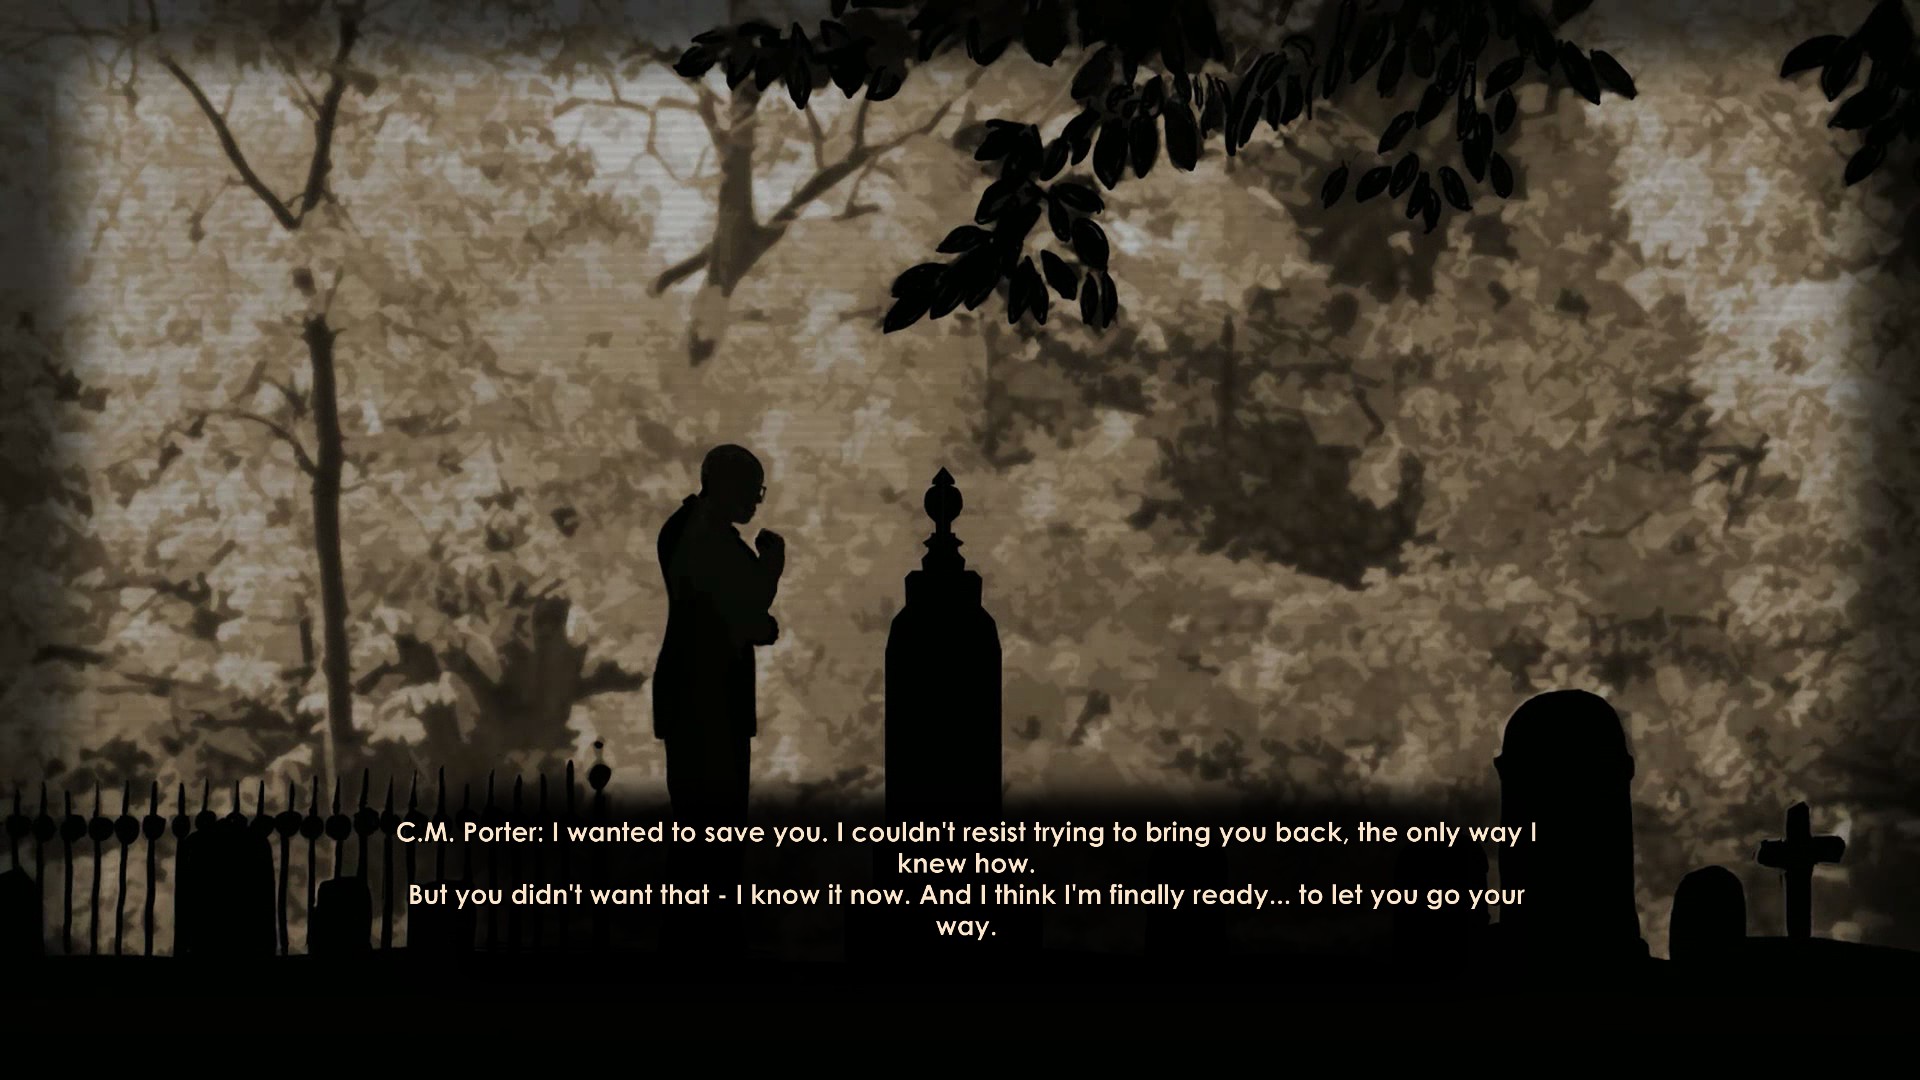 C.M. Porter: I wanted to save you. I couldn't resist trying to bring you back, the only way I
knew how.
But you didn't want that - I know it now. And I think I'm finally ready... to let you go your
way.